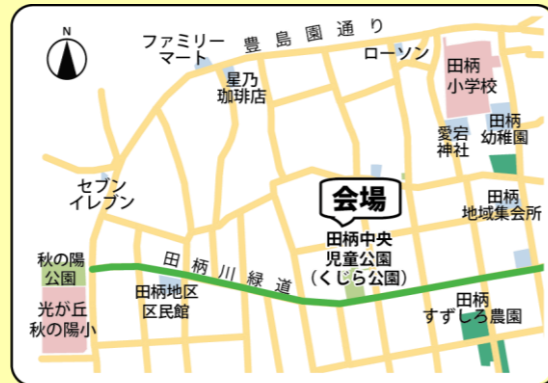 N
ファミリー
マート
豊島園通り
ローソン
田柄
小学校
星乃
珈琲店
愛宕
神社
田柄
幼稚園
セブン
イレブン
会場
田柄
地域集会所
田柄中央
児童公園
(くじら公園)
秋の陽
公園
田柄川緑道
田柄地区
区民館
光が丘
秋の陽小
田柄
すずしろ農園